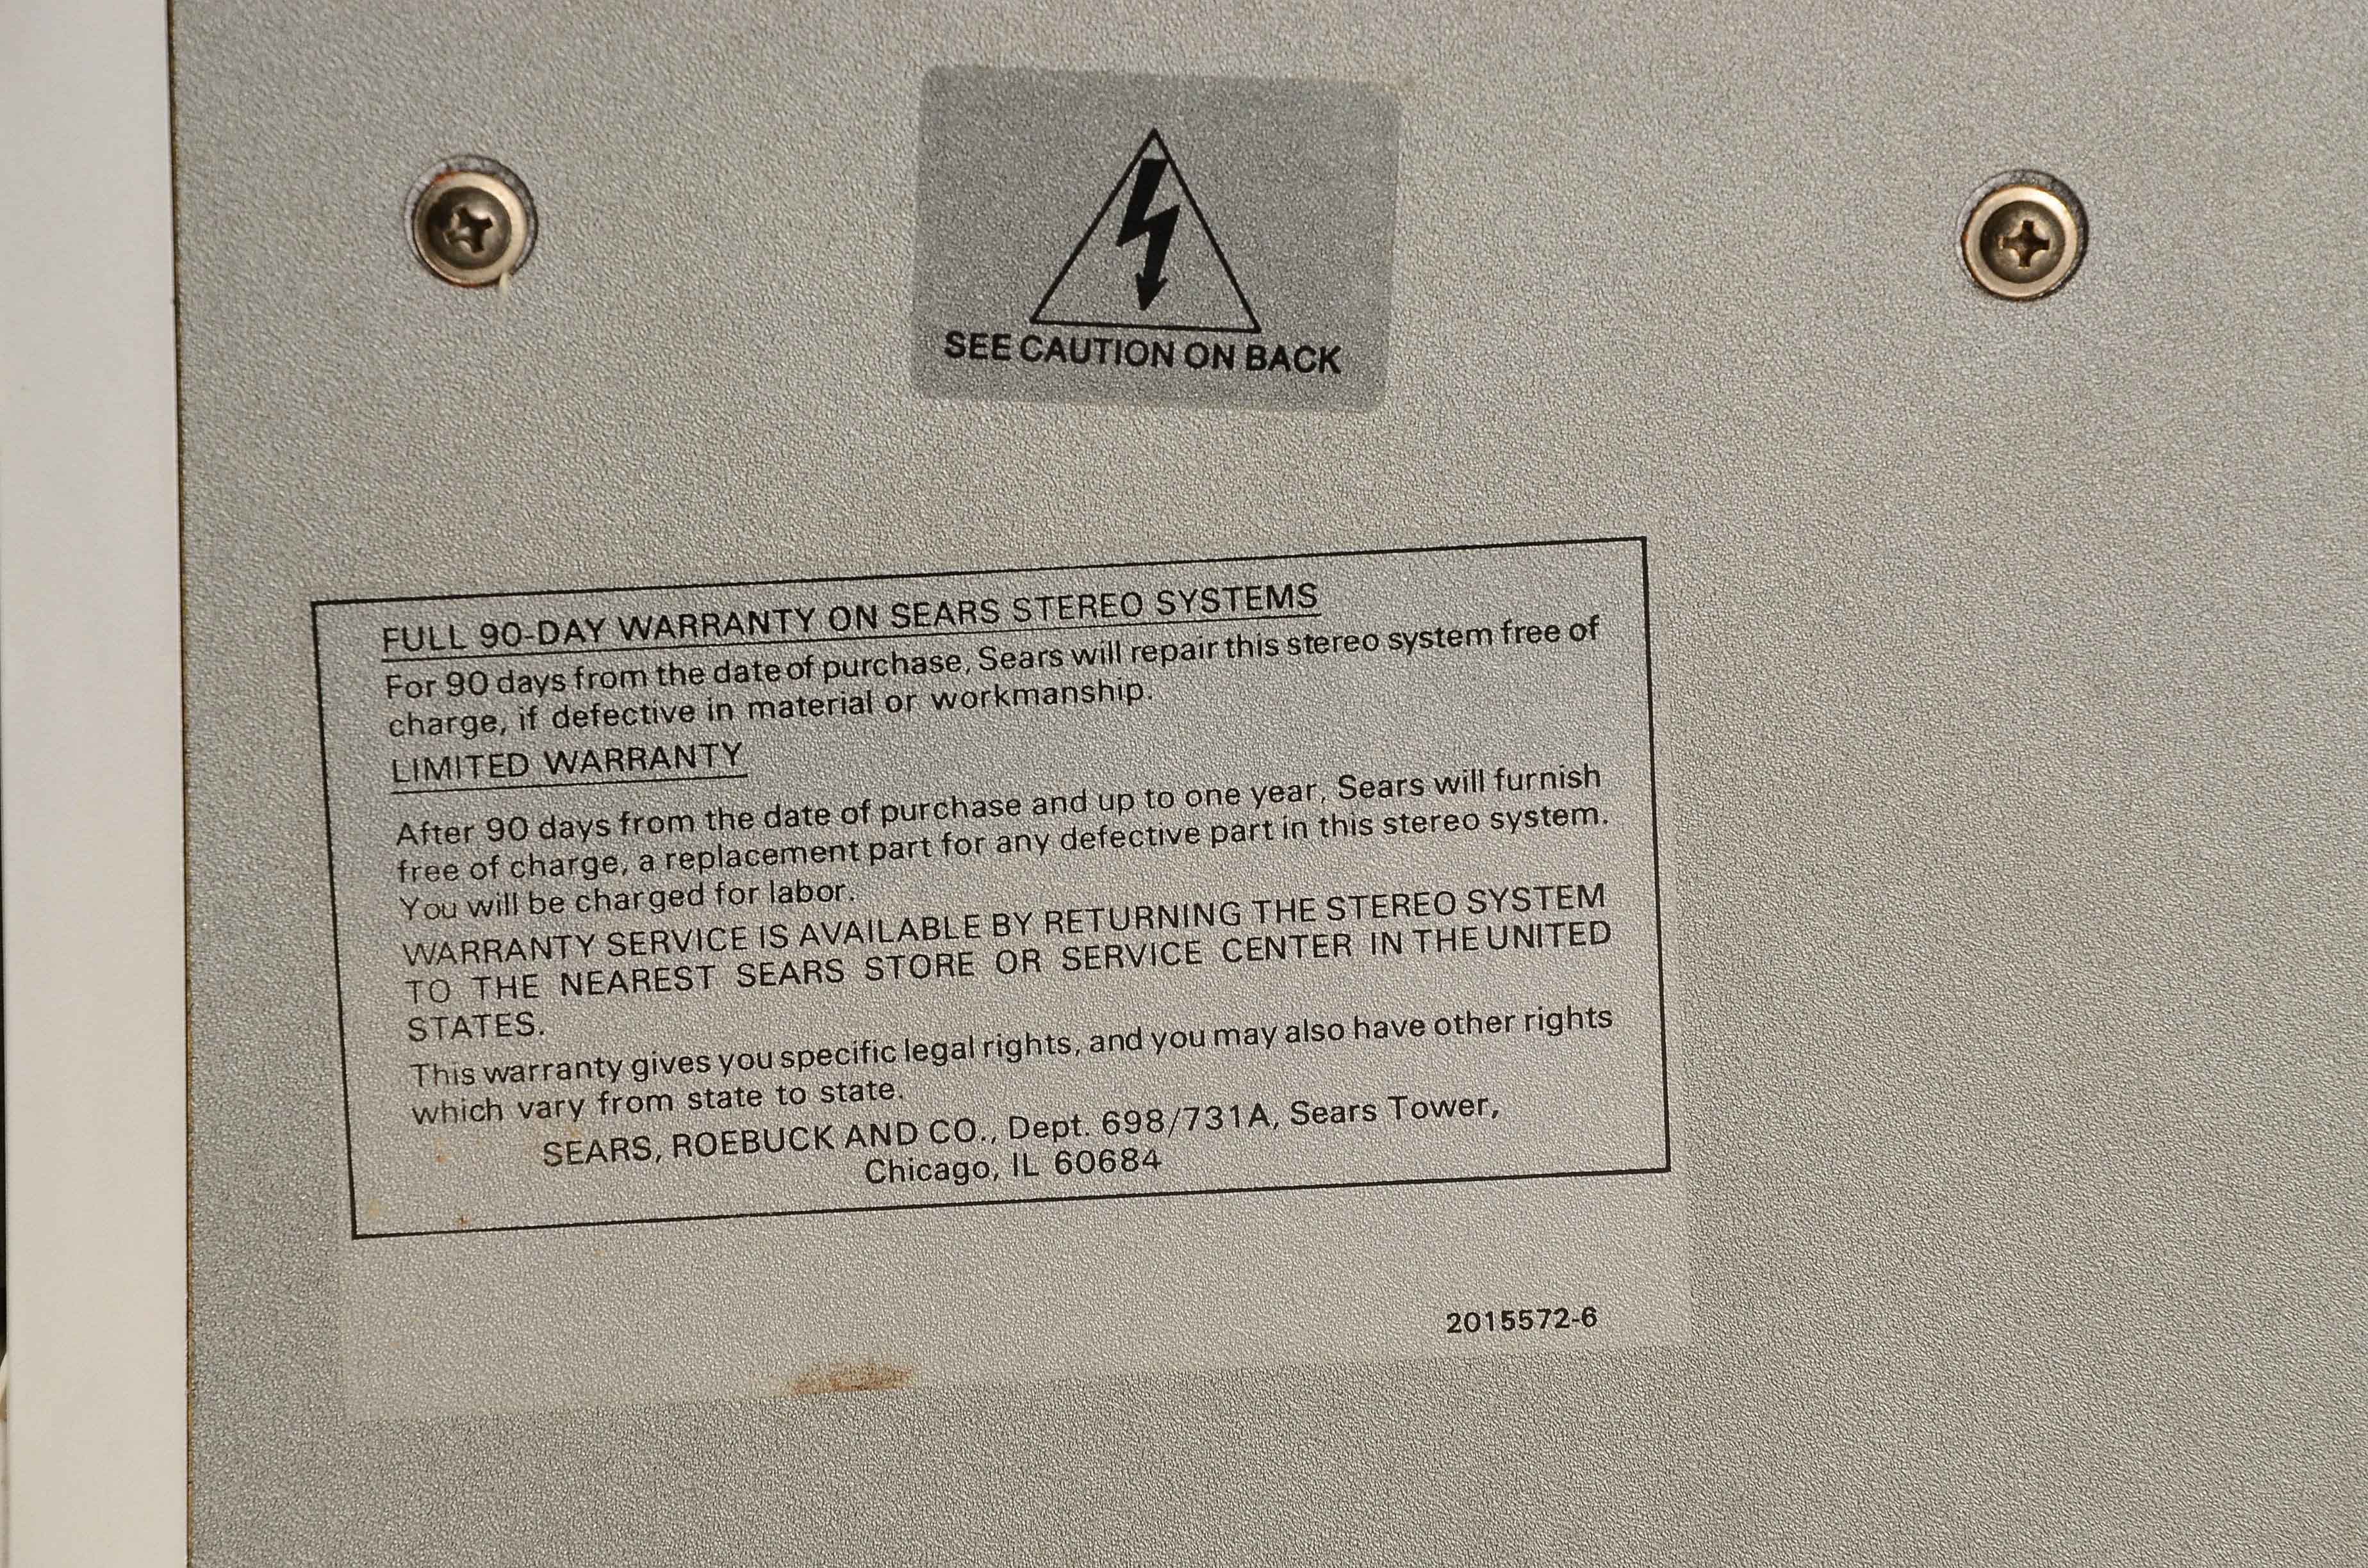 SEE CAUTION ON BACK
FULL 90-DAY WARRANTY ON SEARS STEREO SYSTEMS
For 90 days from the date of purchase, Sears will repair this stereo system free of
charge, if defective in material or workmanship.
LIMITED WARRANTY
After 90 days from the date of purchase and up to one year, Sears will furnish
free of charge, a replacement part for any defective part in this stereo system.
You will be charged for labor.
WARRANTY SERVICE IS AVAILABLE BY RETURNING THE STEREO SYSTEM
TO THE NEAREST SEARS STORE OR SERVICE CENTER IN THE UNITED
STATES.
This warranty gives you specific legal rights, and you may also have other rights
which vary from state to state.
SEARS, ROEBUCK AND CO., Dept. 698/731A, Sears Tower,
Chicago, IL 60684
2015572-6